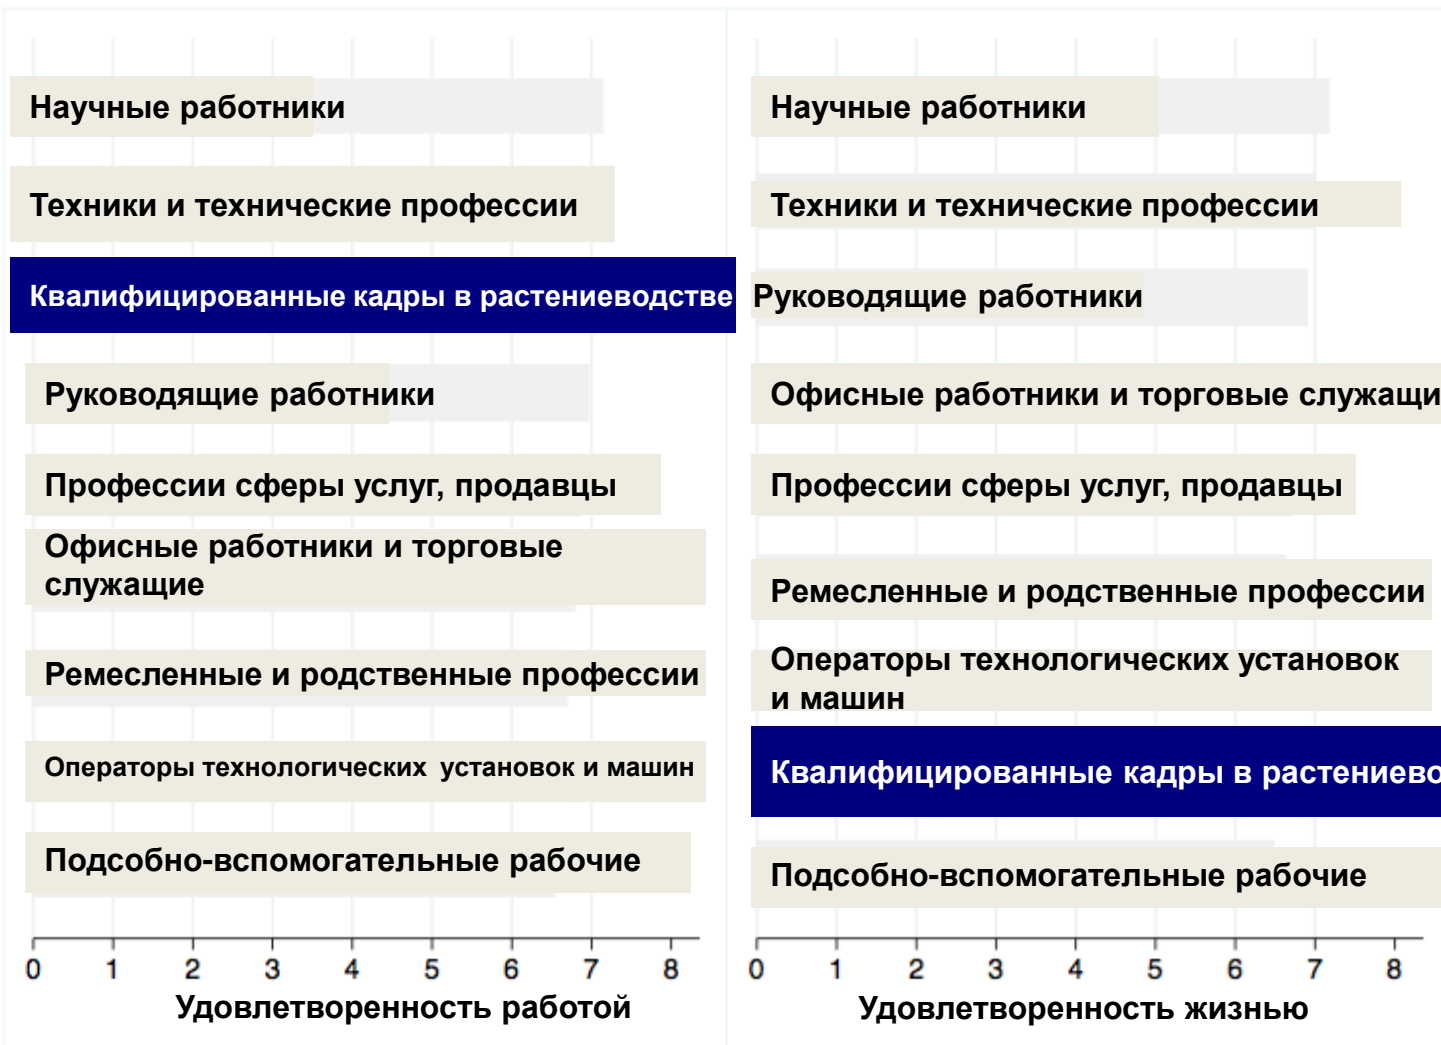 Научные работники
Техники и технические профессии
Квалифицированные кадры в растениеводстве
Руководящие работники
Профессии сферы услуг, продавцы
Офисные работники и торговые
служащие
Ремесленные и родственные профессии
Операторы технологических установок и машин
Подсобно-вспомогательные рабочие
0 1 2 3 4 5 6 7 8
Удовлетворенность работой
Научные работники
Техники и технические профессии
Руководящие работники
Офисные работники и торговые служащи
Профессии сферы услуг, продавцы
Ремесленные и родственные профессии
Операторы технологических установок
и машин
Квалифицированные кадры в растениево
Подсобно-вспомогательные рабочие
0 1 2 3 4 5 6 7 8
Удовлетворенность жизнью